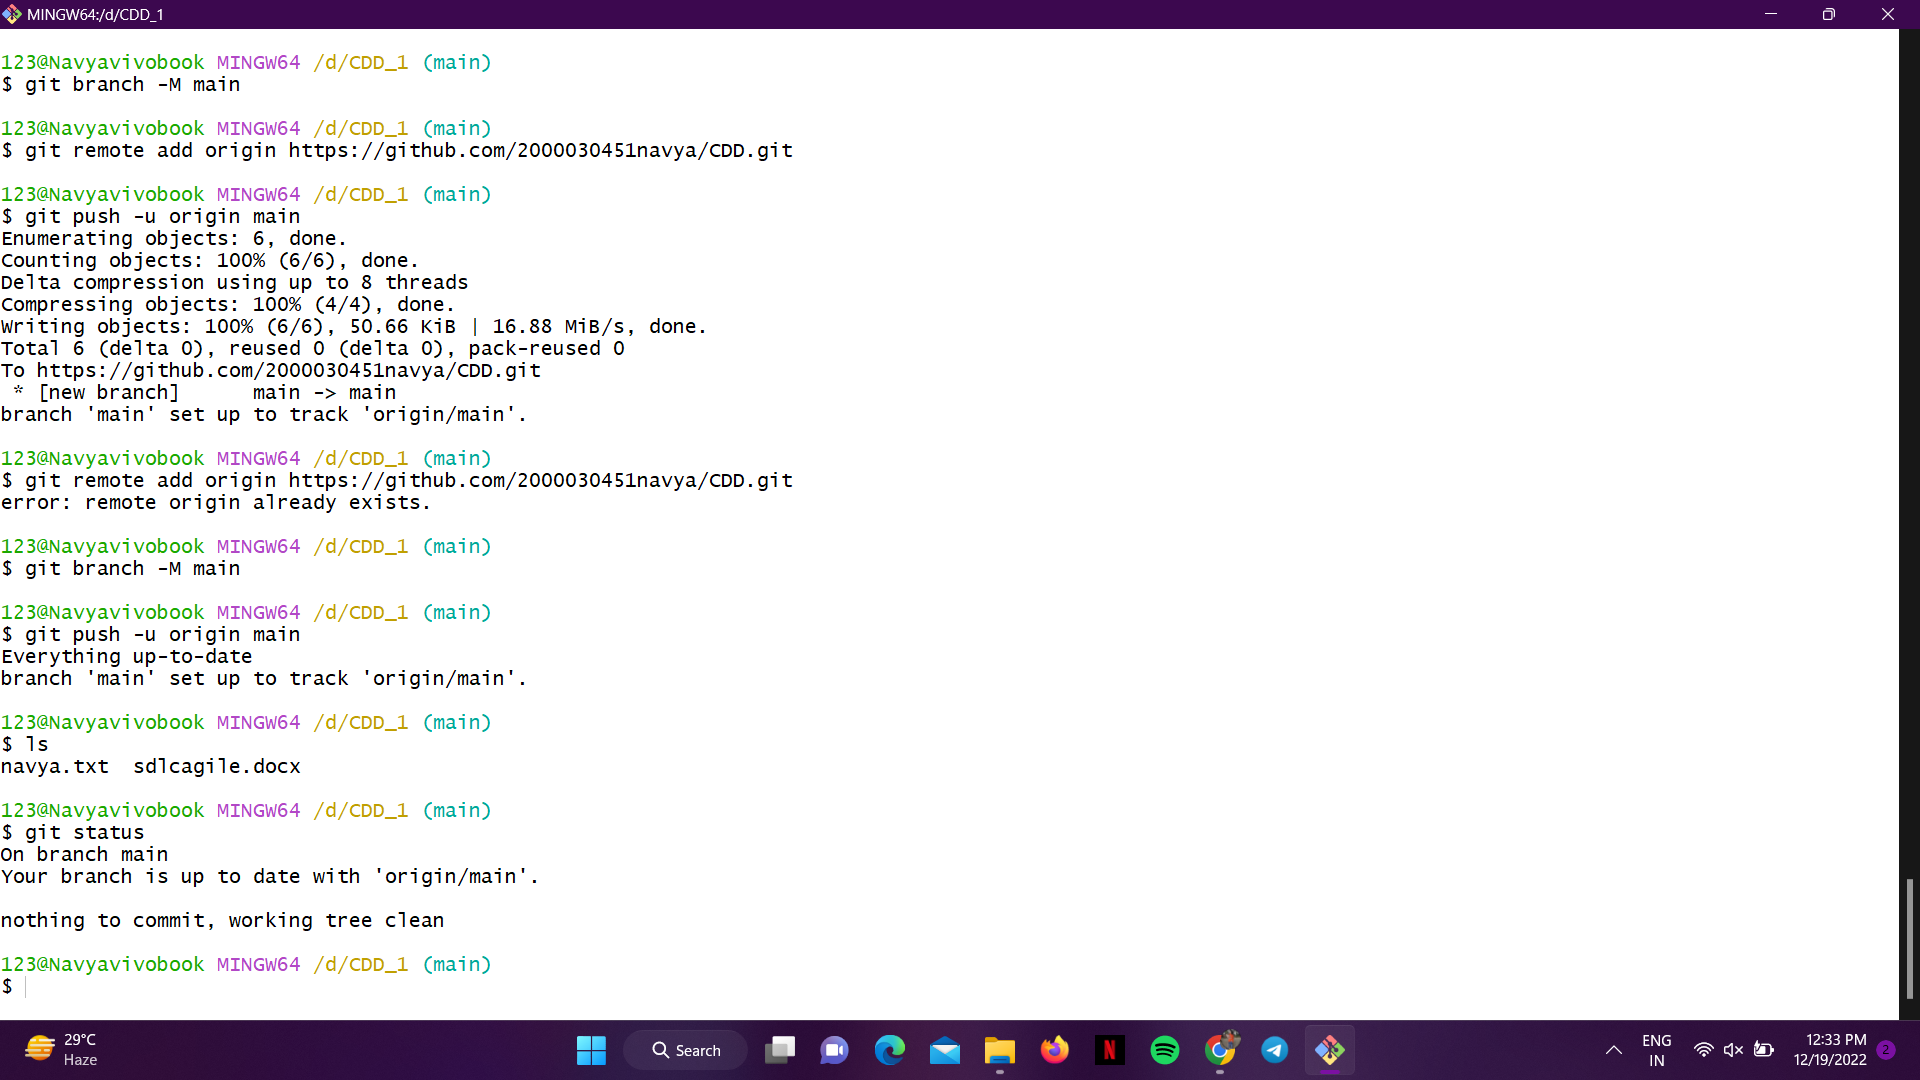 MINGW64:/d/CDD_1
123@Navyavivobook MINGW64 /d/CDD_1 (main)
$ git branch -M main
123@Navyavivobook MINGW64 /d/CDD_1 (main)
$ git remote add origin https://github.com/2000030451navya/CDD.git
123@Navyavivobook MINGW64 /d/CDD_1 (main)
$ git push -u origin main
Enumerating objects: 6, done.
Counting objects: 100% (6/6), done.
Delta compression using up to 8 threads
Compressing objects: 100% (4/4), done.
Writing objects: 100% (6/6), 50.66 KiB | 16.88 MiB/s, done.
Total 6 (delta 0), reused 0 (delta 0), pack-reused 0
To https://github.com/2000030451navya/CDD.git
 * [new branch]      main -> main
branch 'main' set up to track 'origin/main'.
123@Navyavivobook MINGW64 /d/CDD_1 (main)
$ git remote add origin https://github.com/2000030451navya/CDD.git
error: remote origin already exists.
123@Navyavivobook MINGW64 /d/CDD_1 (main)
$ git branch -M main
123@Navyavivobook MINGW64 /d/CDD_1 (main)
$ git push -u origin main
Everything up-to-date
branch 'main' set up to track 'origin/main'.
123@Navyavivobook MINGW64 /d/CDD_1 (main)
$ ls
navya.txt  sdlcagile.docx
123@Navyavivobook MINGW64 /d/CDD_1 (main)
$ git status
On branch main
Your branch is up to date with 'origin/main'.
nothing to commit, working tree clean
123@Navyavivobook MINGW64 /d/CDD_1 (main)
$
29°C
Haze
Search
N
ENG
IN
12:33 PM
12/19/2022
2